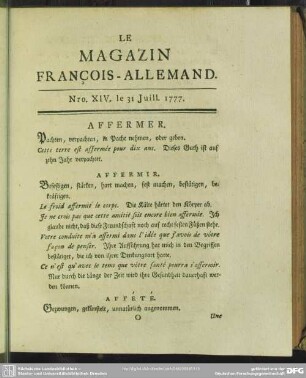 LE
MAGAZIN
FRANÇOIS-ALLEMAND.
Nro. XIV. le 31 Juill. 1777.
AFFERMER.
Pachten, verpachten, in Pacht nehmen, oder geben.
Cette terre est affermée pour dix ans. Dieses Guth ist auf
zehn Jahr verpachtet.
AFFERMIR.
Befestigen, stärken, hart machen, fest machen, bestätigen, be-
kräftigen.
Le froid affermit le corps. Die Kälte härtet den Körper ab.
Je ne crois pas que cette amitié soit encore bien affermie. Ich
glaube nicht, daß diese Freundschaft noch auf recht festen Füßen stehe.
Votre conduite m'a affermi dans l'idée que j'avois de vôtre
façon de penser. Ihre Aufführung hat mich in den Begriffen
bestätiget, die ich von ihrer Denkungsart hatte.
Ce n'est qu'avec le tems que vôtre santé pourra s'affermir.
Nur durch die Länge der Zeit wird ihre Gesundheit dauerhaft wer-
den können.
AFFÉTÉ.
Gezwungen, gekünstelt, unnatürlich angenommen.
O
Une